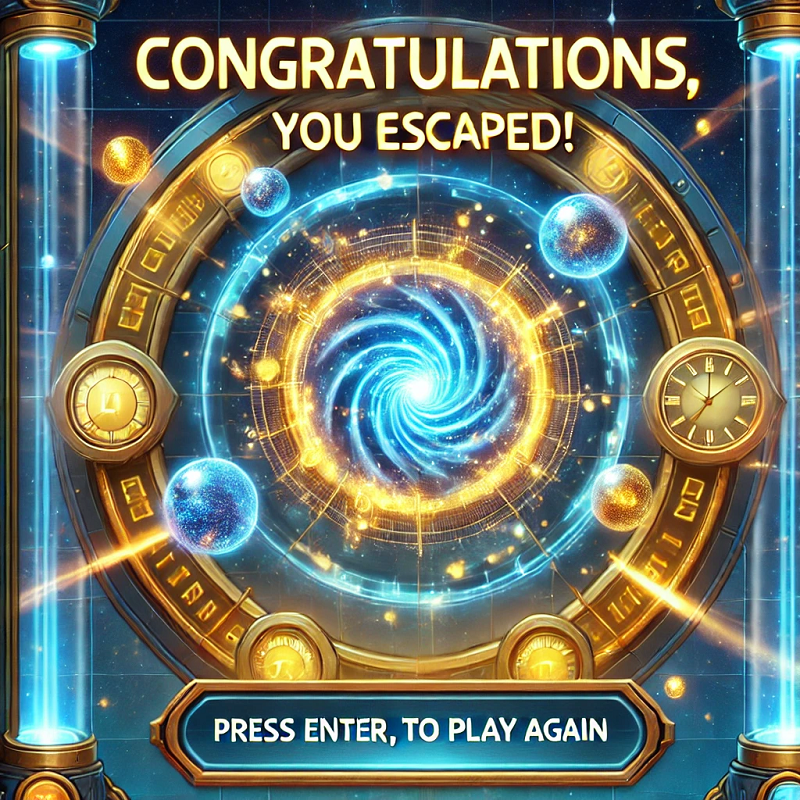 CONGRATULATIONS,
YOU ESCAPED!
PRESS ENTER, TO PLAY AGAIN